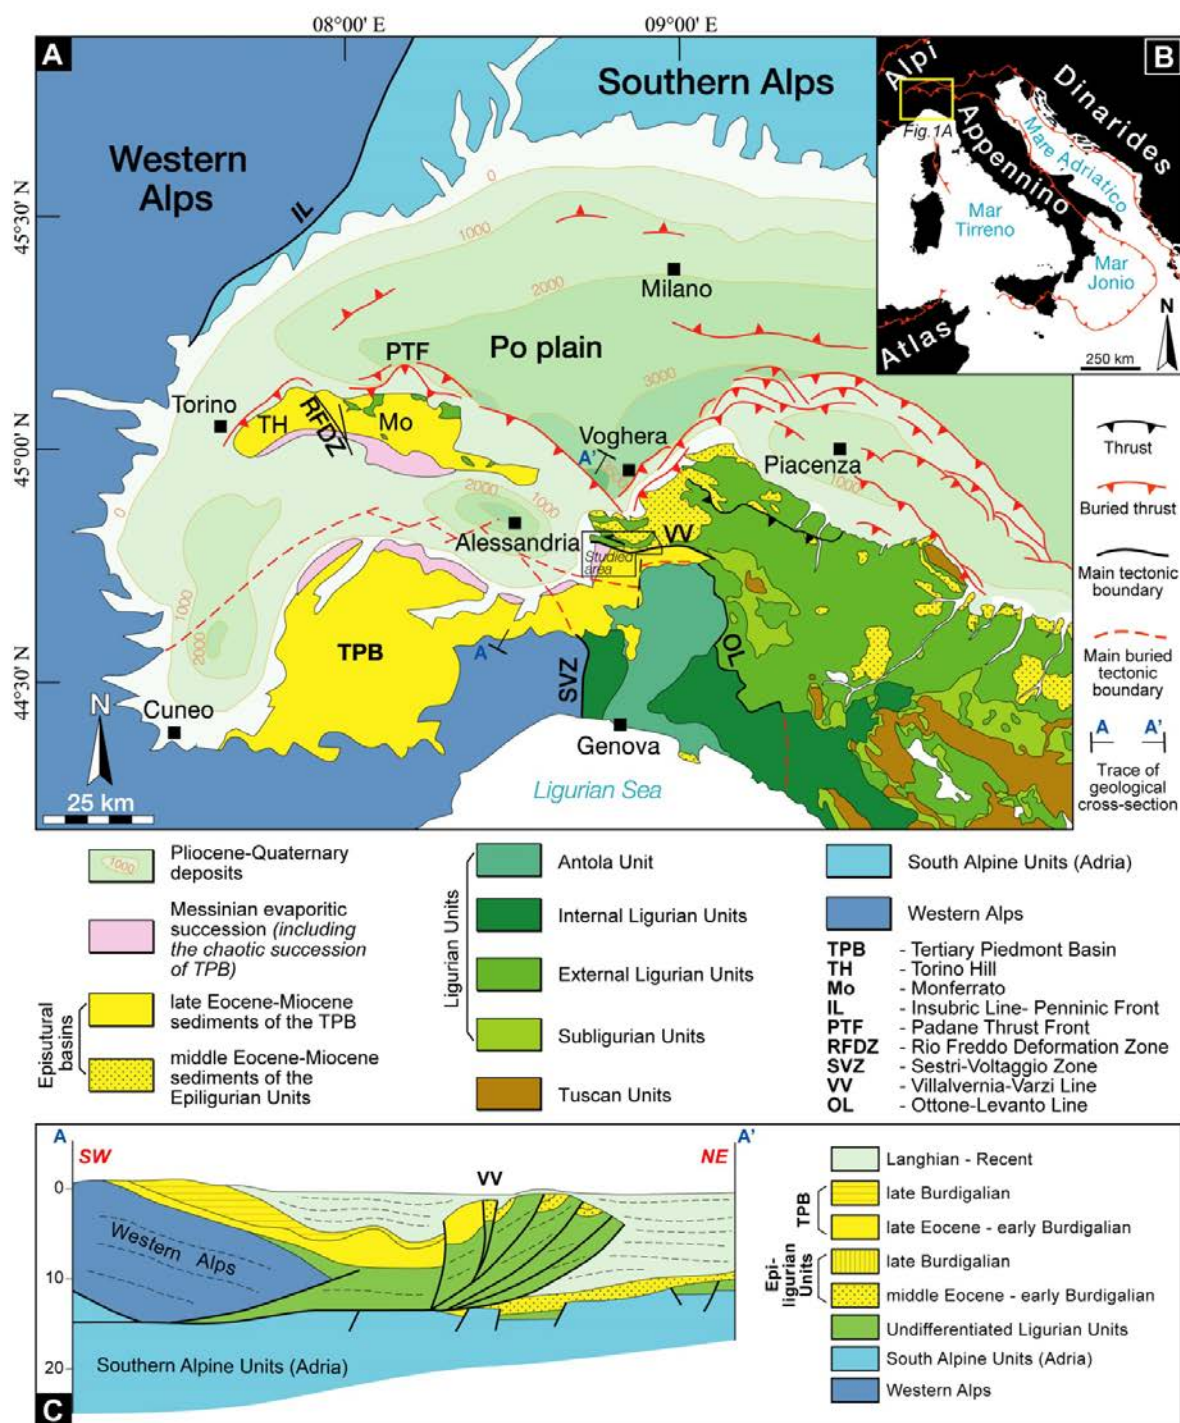 08°00' E
09°00' E
A
Southern Alps
Western
Alps
IL
45°30' N
45°00' N
44°30' N
0
1000
2000
Milano
Po plain
PTF
3000
Torino
TH
RFDZ
Mo
Voghera
A'
Piacenza
1000
0
2000
1000
Alessandria
VV
Studied
area
1000
2000
TPB
A
SVZ
OL
N
Cuneo
Genova
25 km
Ligurian Sea
B
Alpi
Dinarides
Fig.1A
Appennino
Mare Adriatico
Mar
Tirreno
Mar
Jonio
Atlas
N
250 km
Thrust
Buried thrust
Main tectonic
boundary
Main buried
tectonic
boundary
A A'
Trace of
geological
cross-section
1000
Pliocene-Quaternary
deposits
Messinian evaporitic
succession (including
the chaotic succession
of TPB)
Episutural
basins
late Eocene-Miocene
sediments of the TPB
middle Eocene-Miocene
sediments of the
Epiligurian Units
Ligurian Units
Antola Unit
Internal Ligurian Units
External Ligurian Units
Subligurian Units
Tuscan Units
South Alpine Units (Adria)
Western Alps
TPB - Tertiary Piedmont Basin
TH - Torino Hill
Mo - Monferrato
IL - Insubric Line- Penninic Front
PTF - Padane Thrust Front
RFDZ - Rio Freddo Deformation Zone
SVZ - Sestri-Voltaggio Zone
VV - Villalvernia-Varzi Line
OL - Ottone-Levanto Line
A
A'
SW
NE
VV
0
10
20
Western Alps
Southern Alpine Units (Adria)
C
Langhian - Recent
TPB
late Burdigalian
late Eocene - early Burdigalian
Epi-
ligurian
Units
late Burdigalian
middle Eocene - early Burdigalian
Undifferentiated Ligurian Units
South Alpine Units (Adria)
Western Alps